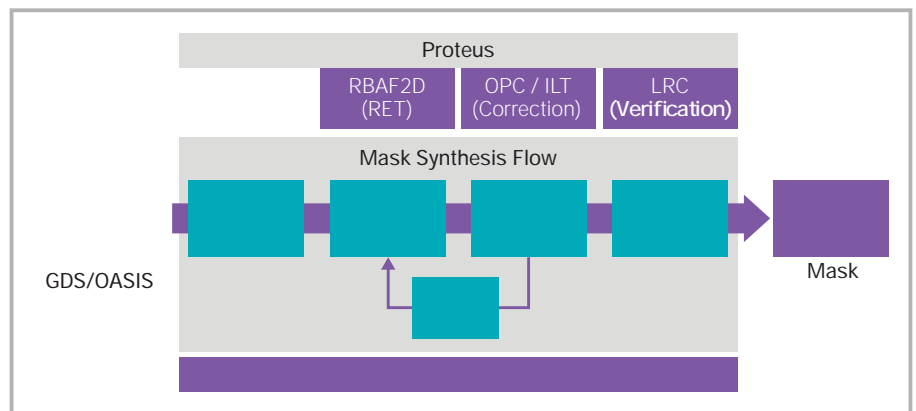 Proteus
RBAF2D
(RET)
OPC / ILT
(Correction)
LRC
(Verification)
Mask Synthesis Flow
GDS/OASIS
Mask